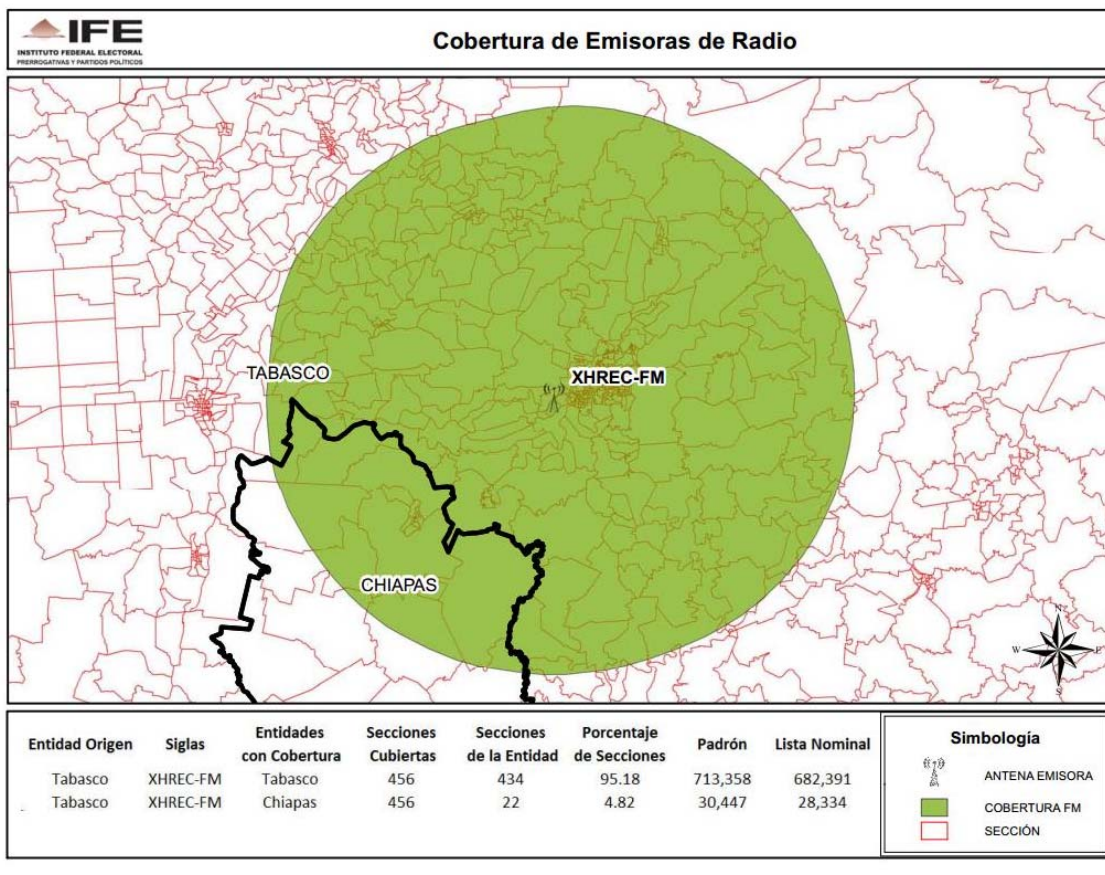 IFE
INSTITUTO FEDERAL ELECTORAL
PRERROGATIVAS Y PARTIDOS POLÍTICOS
Cobertura de Emisoras de Radio
TABASCO
XHREC-FM
CHIAPAS
N
W E
S
Entidad Origen Siglas Entidades con Cobertura Secciones Cubiertas Secciones de la Entidad Porcentaje de Secciones Padrón Lista Nominal
Tabasco XHREC-FM Tabasco 456 434 95.18 713,358 682,391
Tabasco XHREC-FM Chiapas 456 22 4.82 30,447 28,334
Simbología
ANTENA EMISORA
COBERTURA FM
SECCIÓN